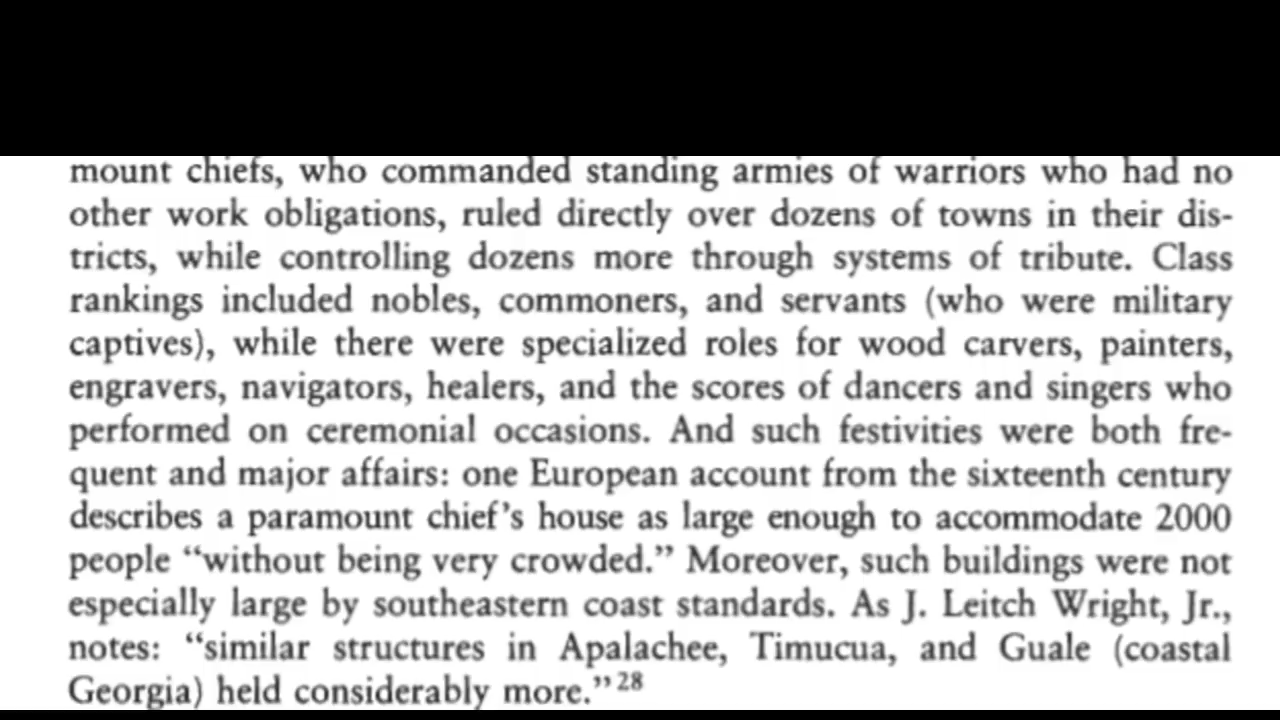 mount chiefs, who commanded standing armies of warriors who had no
other work obligations, ruled directly over dozens of towns in their dis-
tricts, while controlling dozens more through systems of tribute. Class
rankings included nobles, commoners, and servants (who were military
captives), while there were specialized roles for wood carvers, painters,
engravers, navigators, healers, and the scores of dancers and singers who
performed on ceremonial occasions. And such festivities were both fre-
quent and major affairs: one European account from the sixteenth century
describes a paramount chief's house as large enough to accommodate 2000
people “without being very crowded.” Moreover, such buildings were not
especially large by southeastern coast standards. As J. Leitch Wright, Jr.,
notes: “similar structures in Apalachee, Timucua, and Guale (coastal
Georgia) held considerably more.” 28